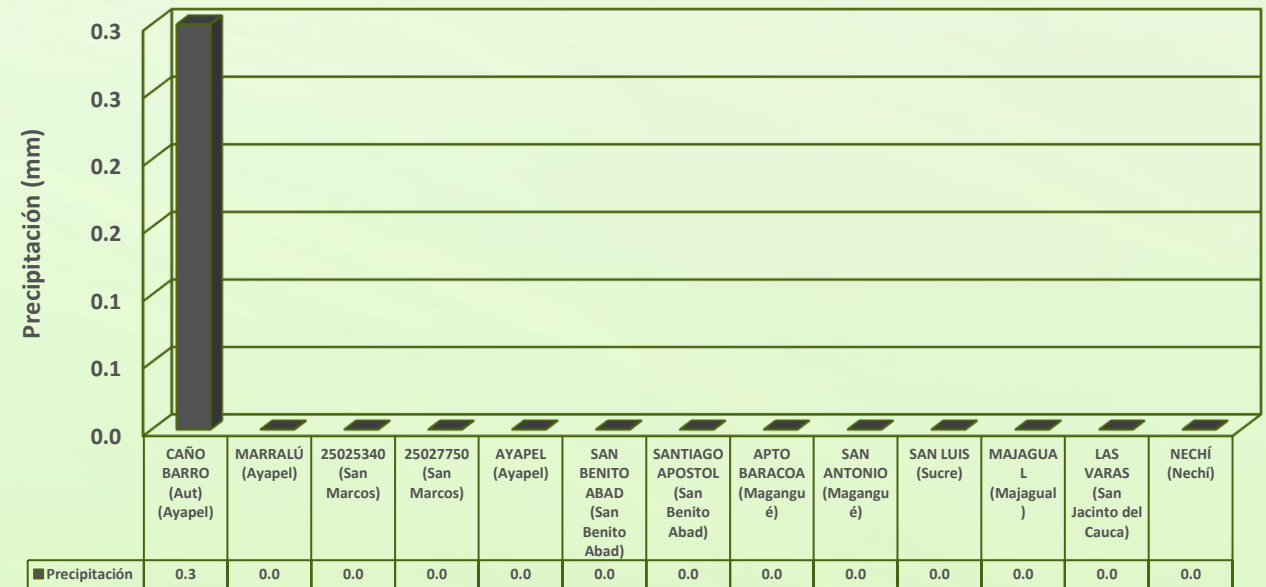 Precipitación (mm)
0.3
0.3
0.2
0.2
0.1
0.1
0.0
CAÑO
BARRO
(Aut)
(Ayapel)
MARRALÚ
(Ayapel)
25025340
(San
Marcos)
25027750
(San
Marcos)
AYAPEL
(Ayapel)
SAN
BENITO
ABAD
(San
Benito
Abad)
SANTIAGO
APOSTOL
(San
Benito
Abad)
APTO
BARACOA
(Magangu
é)
SAN
ANTONIO
(Magangu
é)
SAN LUIS
(Sucre)
MAJAGUA
L
(Majagual
)
LAS
VARAS
(San
Jacinto del
Cauca)
NECHÍ
(Nechí)
Precipitación 0.3 0.0 0.0 0.0 0.0 0.0 0.0 0.0 0.0 0.0 0.0 0.0 0.0